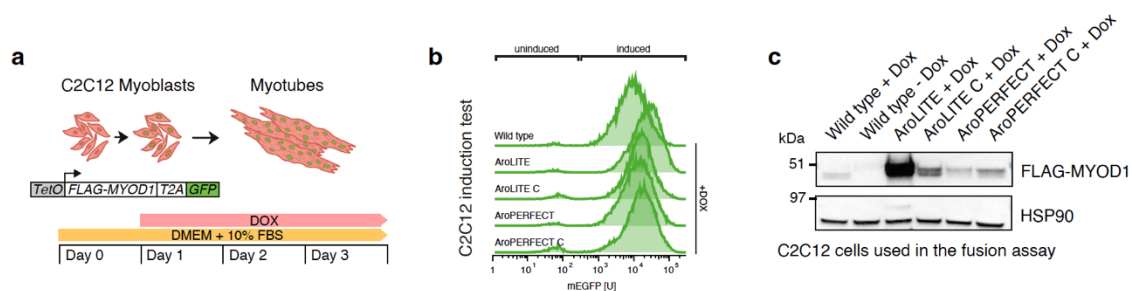 a
C2C12 Myoblasts
Myotubes
TetO FLAG-MYOD1 T2A GFP
DOX
DMEM + 10% FBS
Day 0
Day 1
Day 2
Day 3
b
uninduced
induced
C2C12 induction test
Wild type
AroLITE
AroLITE C
AroPERFECT
AroPERFECT C
+DOX
1 10¹ 10² 10³ 10⁴ 10⁵
mEGFP [U]
c
Wild type + Dox
Wild type - Dox
AroLITE + Dox
AroLITE C + Dox
AroPERFECT + Dox
AroPERFECT C + Dox
kDa
51
FLAG-MYOD1
97
HSP90
C2C12 cells used in the fusion assay